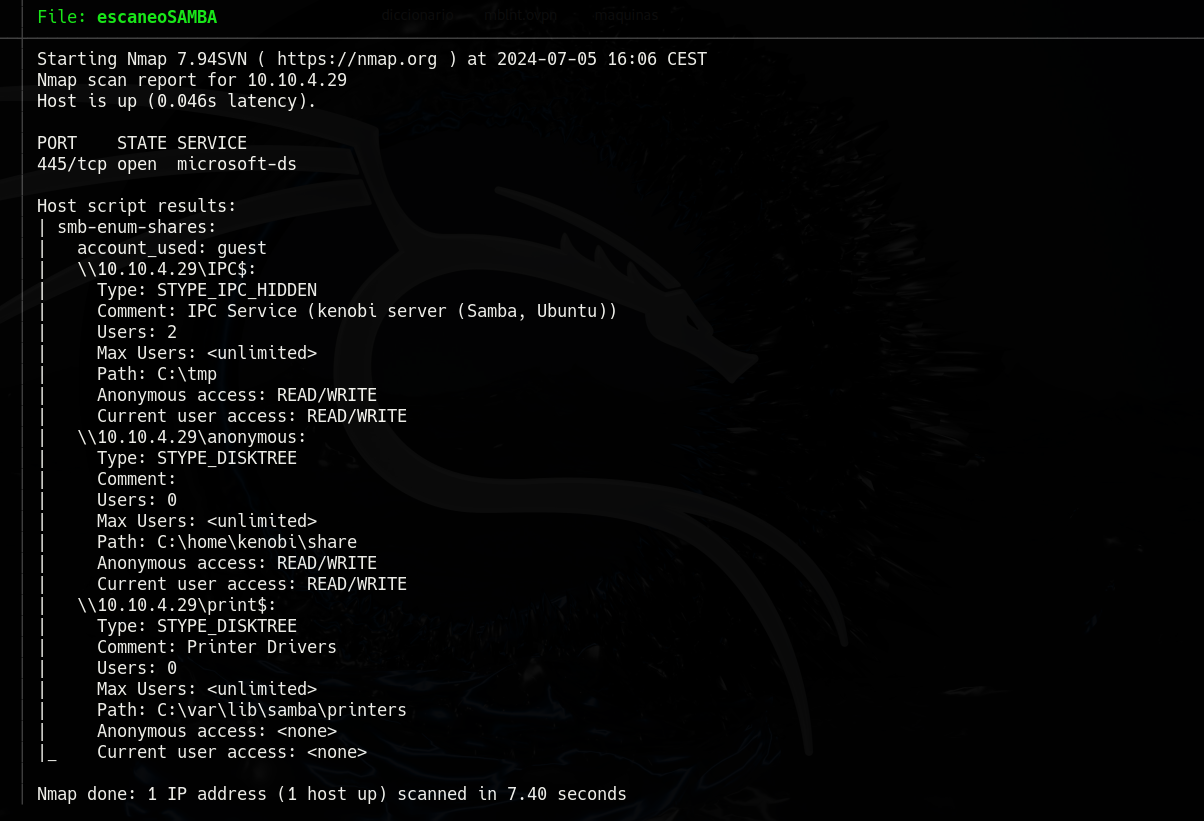 diccionario molht.ovpn maquinas
File: escaneoSAMBA
Starting Nmap 7.94SVN ( https://nmap.org ) at 2024-07-05 16:06 CEST
Nmap scan report for 10.10.4.29
Host is up (0.046s latency).
PORT    STATE SERVICE
445/tcp open  microsoft-ds
Host script results:
| smb-enum-shares:
|   account_used: guest
|   \\10.10.4.29\IPC$:
|     Type: STYPE_IPC_HIDDEN
|     Comment: IPC Service (kenobi server (Samba, Ubuntu))
|     Users: 2
|     Max Users: <unlimited>
|     Path: C:\tmp
|     Anonymous access: READ/WRITE
|     Current user access: READ/WRITE
|   \\10.10.4.29\anonymous:
|     Type: STYPE_DISKTREE
|     Comment:
|     Users: 0
|     Max Users: <unlimited>
|     Path: C:\home\kenobi\share
|     Anonymous access: READ/WRITE
|     Current user access: READ/WRITE
|   \\10.10.4.29\print$:
|     Type: STYPE_DISKTREE
|     Comment: Printer Drivers
|     Users: 0
|     Max Users: <unlimited>
|     Path: C:\var\lib\samba\printers
|     Anonymous access: <none>
|_    Current user access: <none>
Nmap done: 1 IP address (1 host up) scanned in 7.40 seconds